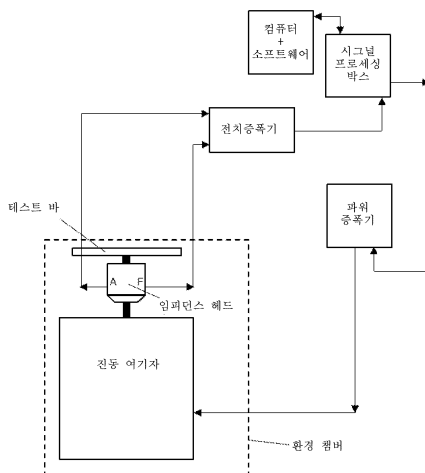 컴퓨터
+
소프트웨어
시그널
프로세싱
박스
전치증폭기
테스트 바
파워
증폭기
A
F
임피던스 헤드
진동 여기자
환경 챔버